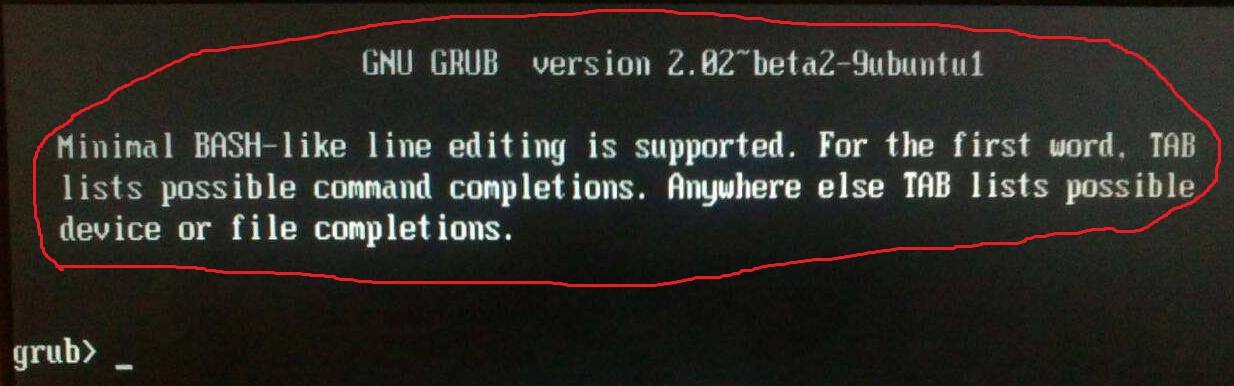 GNU GRUB version 2.02~beta2-9ubuntu1
Minimal BASH-like line editing is supported. For the first word, TAB
lists possible command completions. Anywhere else TAB lists possible
device or file completions.
grub> _